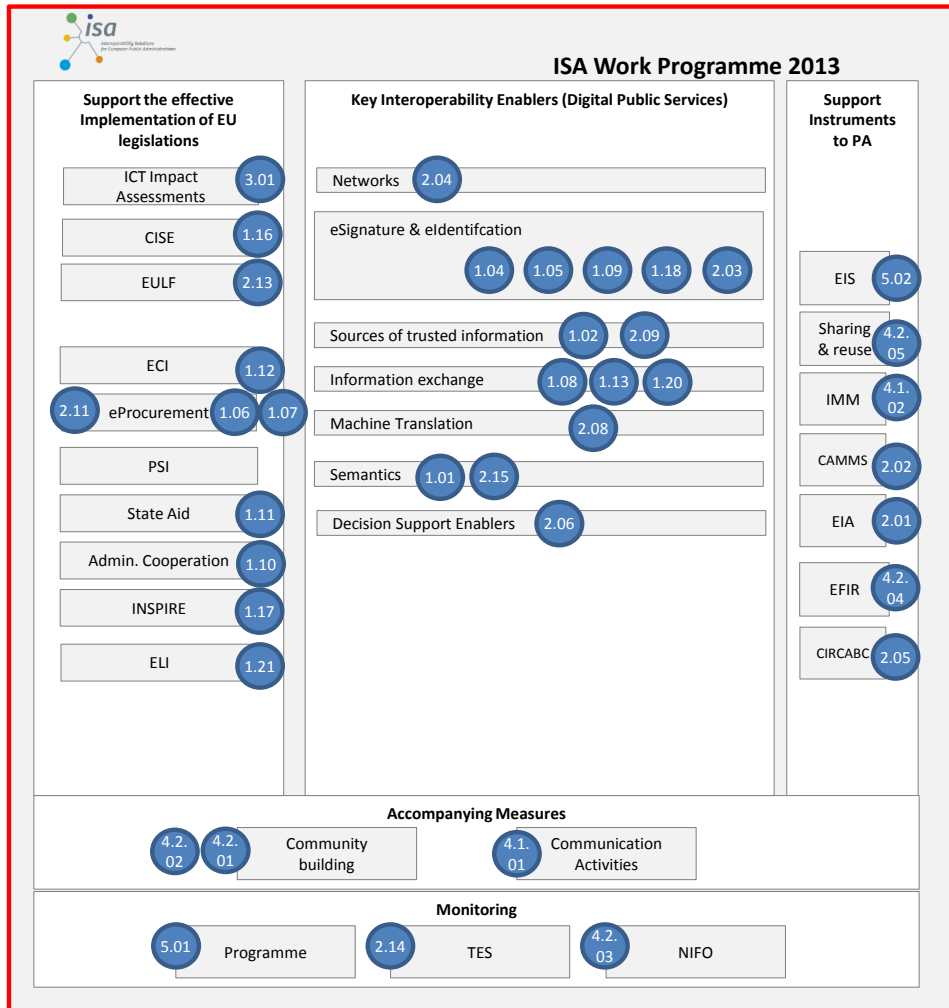 isa
Interoperability Solutions
for European Public Administrations
ISA Work Programme 2013
Support the effective
Implementation of EU
legislations
ICT Impact
Assessments
3.01
CISE
1.16
EULF
2.13
ECI
1.12
2.11
eProcurement
1.06
1.07
PSI
State Aid
1.11
Admin. Cooperation
1.10
INSPIRE
1.17
ELI
1.21
Key Interoperability Enablers (Digital Public Services)
Networks
2.04
eSignature & eIdentifcation
1.04
1.05
1.09
1.18
2.03
Sources of trusted information
1.02
2.09
Information exchange
1.08
1.13
1.20
Machine Translation
2.08
Semantics
1.01
2.15
Decision Support Enablers
2.06
Support
Instruments
to PA
EIS
5.02
Sharing
& reuse
4.2.
05
IMM
4.1.
02
CAMMS
2.02
EIA
2.01
EFIR
4.2.
04
CIRCABC
2.05
Accompanying Measures
4.2.
02
4.2.
01
Community
building
4.1.
01
Communication
Activities
Monitoring
5.01
Programme
2.14
TES
4.2.
03
NIFO